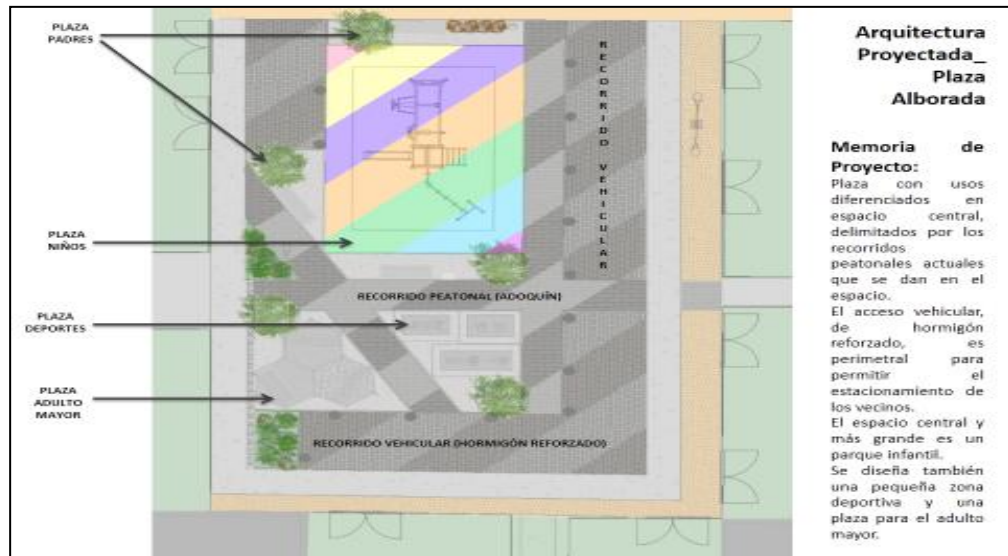 PLAZA
PADRES
PLAZA
NIÑOS
PLAZA
DEPORTES
PLAZA
ADULTO
MAYOR
RECORRIDO VEHICULAR
RECORRIDO PEATONAL (ADOQUÍN)
RECORRIDO VEHICULAR (HORMIGÓN REFORZADO)
Arquitectura
Proyectada_
Plaza
Alborada
Memoria de
Proyecto:
Plaza con usos
diferenciados en
espacio central,
delimitados por los
recorridos
peatonales actuales
que se dan en el
espacio.
El acceso vehicular,
de hormigón
reforzado, es
perimetral para
permitir el
estacionamiento de
los vecinos.
El espacio central y
más grande es un
parque infantil.
Se diseña también
una pequeña zona
deportiva y una
plaza para el adulto
mayor.